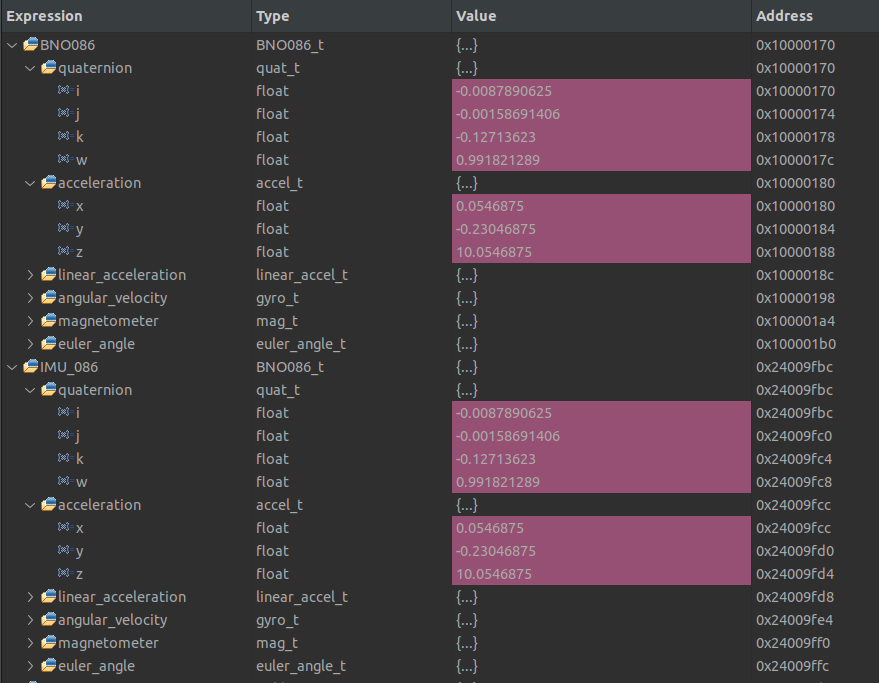 Expression Type Value Address
BNO086 BNO086_t {...} 0x10000170
quaternion quat_t {...} 0x10000170
i float -0.0087890625 0x10000170
j float -0.00158691406 0x10000174
k float -0.12713623 0x10000178
w float 0.991821289 0x1000017c
acceleration accel_t {...} 0x10000180
x float 0.0546875 0x10000180
y float -0.23046875 0x10000184
z float 10.0546875 0x10000188
linear_acceleration linear_accel_t {...} 0x1000018c
angular_velocity gyro_t {...} 0x10000198
magnetometer mag_t {...} 0x100001a4
euler_angle euler_angle_t {...} 0x100001b0
IMU_086 BNO086_t {...} 0x24009fbc
quaternion quat_t {...} 0x24009fbc
i float -0.0087890625 0x24009fbc
j float -0.00158691406 0x24009fc0
k float -0.12713623 0x24009fc4
w float 0.991821289 0x24009fc8
acceleration accel_t {...} 0x24009fcc
x float 0.0546875 0x24009fcc
y float -0.23046875 0x24009fd0
z float 10.0546875 0x24009fd4
linear_acceleration linear_accel_t {...} 0x24009fd8
angular_velocity gyro_t {...} 0x24009fe4
magnetometer mag_t {...} 0x24009ff0
euler_angle euler_angle_t {...} 0x24009ffc